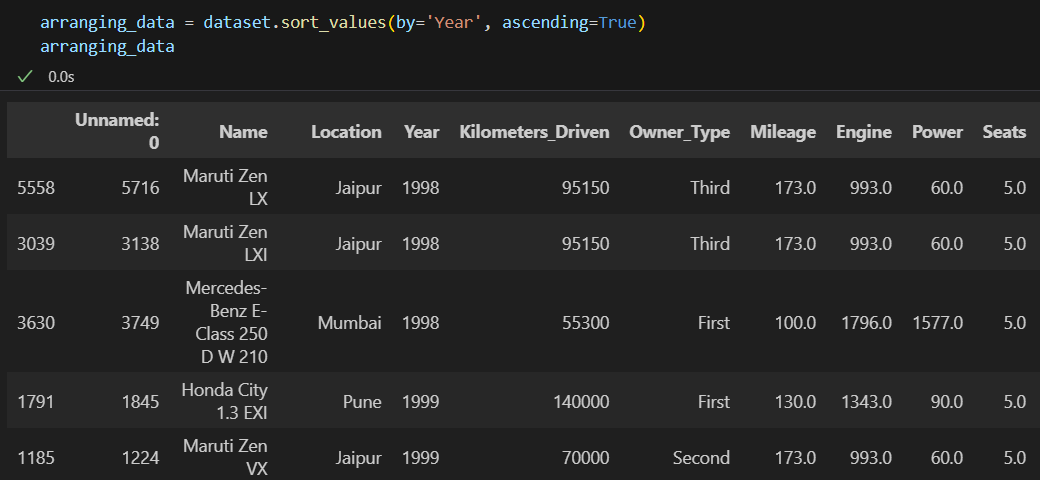 arranging_data = dataset.sort_values(by='Year', ascending=True)
arranging_data
0.0s
Unnamed: 0 Name Location Year Kilometers_Driven Owner_Type Mileage Engine Power Seats
5558 5716 Maruti Zen LX Jaipur 1998 95150 Third 173.0 993.0 60.0 5.0
3039 3138 Maruti Zen LXI Jaipur 1998 95150 Third 173.0 993.0 60.0 5.0
3630 3749 Mercedes-Benz E-Class 250 D W 210 Mumbai 1998 55300 First 100.0 1796.0 1577.0 5.0
1791 1845 Honda City 1.3 EXI Pune 1999 140000 First 130.0 1343.0 90.0 5.0
1185 1224 Maruti Zen VX Jaipur 1999 70000 Second 173.0 993.0 60.0 5.0